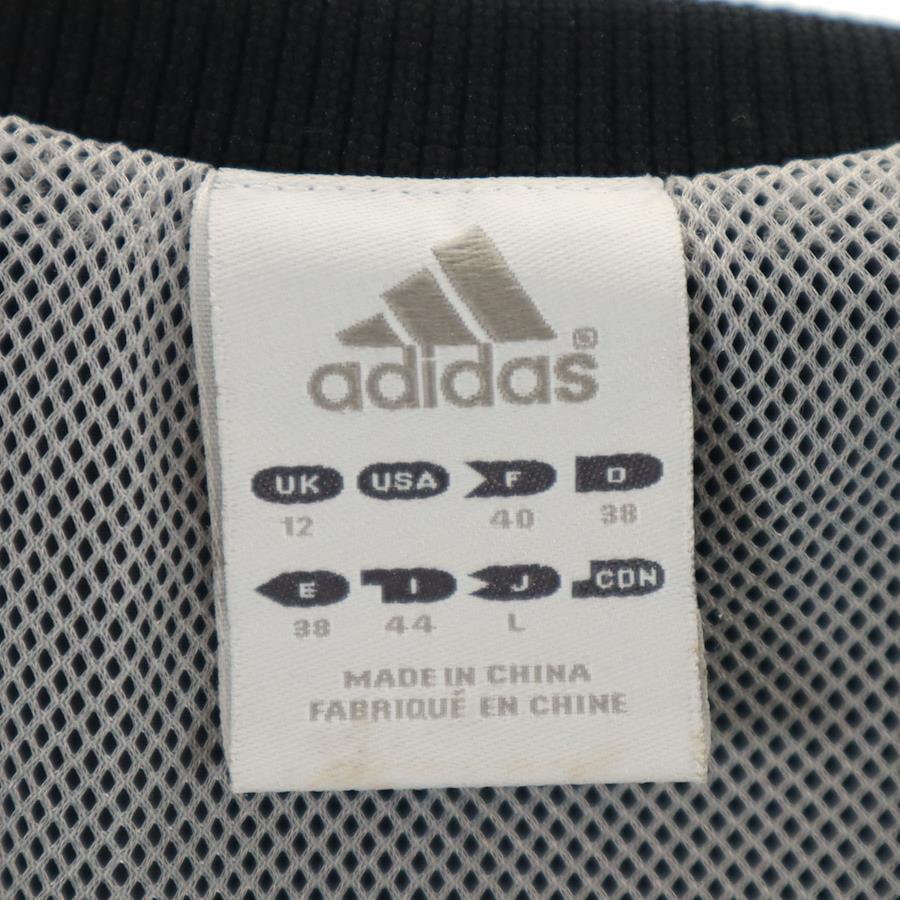 adidas®
UK USA F D
12 40 38
E I J CDN
38 44 L
MADE IN CHINA
FABRIQUÉ EN CHINE